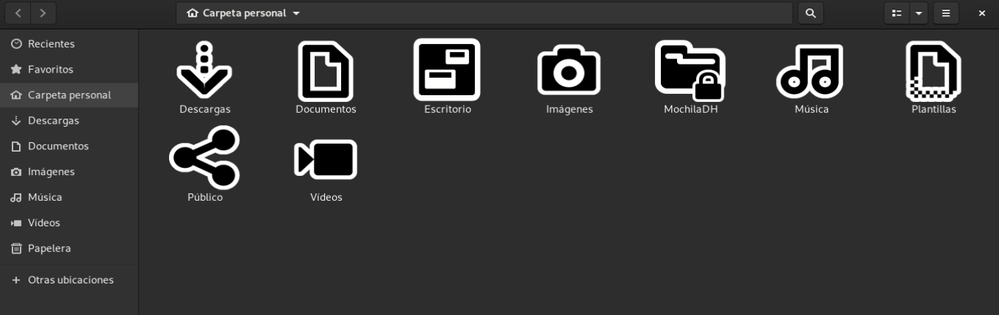 Carpeta personal
Recientes
Favoritos
Carpeta personal
Descargas
Documentos
Imágenes
Música
Vídeos
Papelera
Otras ubicaciones
Descargas
Documentos
Escritorio
Imágenes
MochilaDH
Música
Plantillas
Público
Vídeos